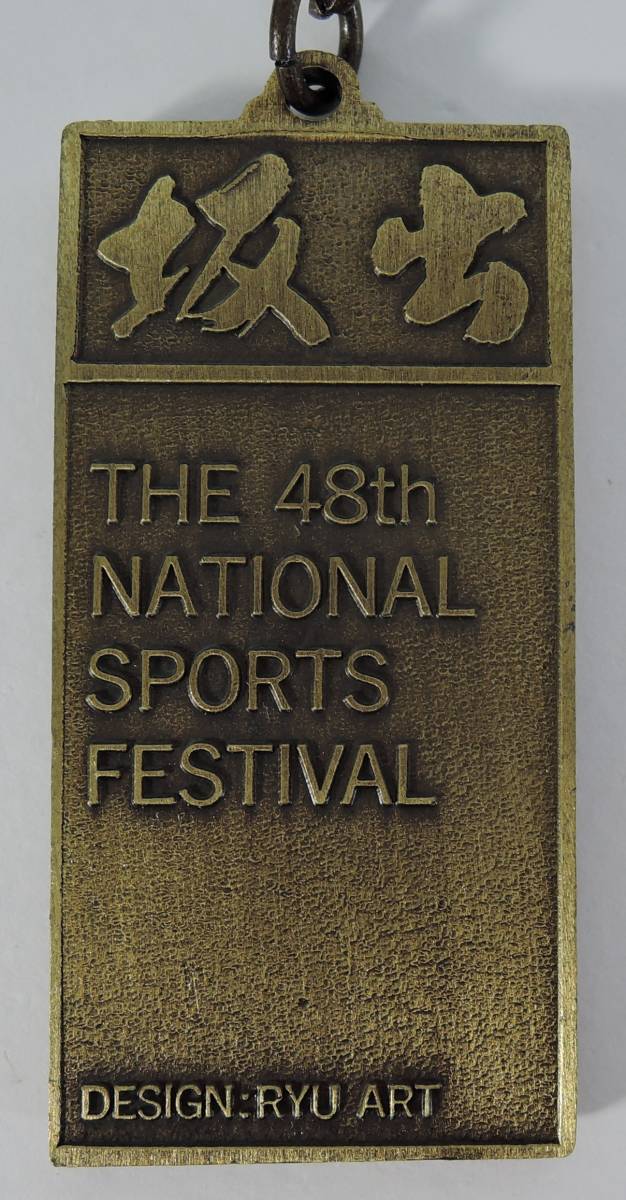 坂出
THE 48th
NATIONAL
SPORTS
FESTIVAL
DESIGN:RYU ART